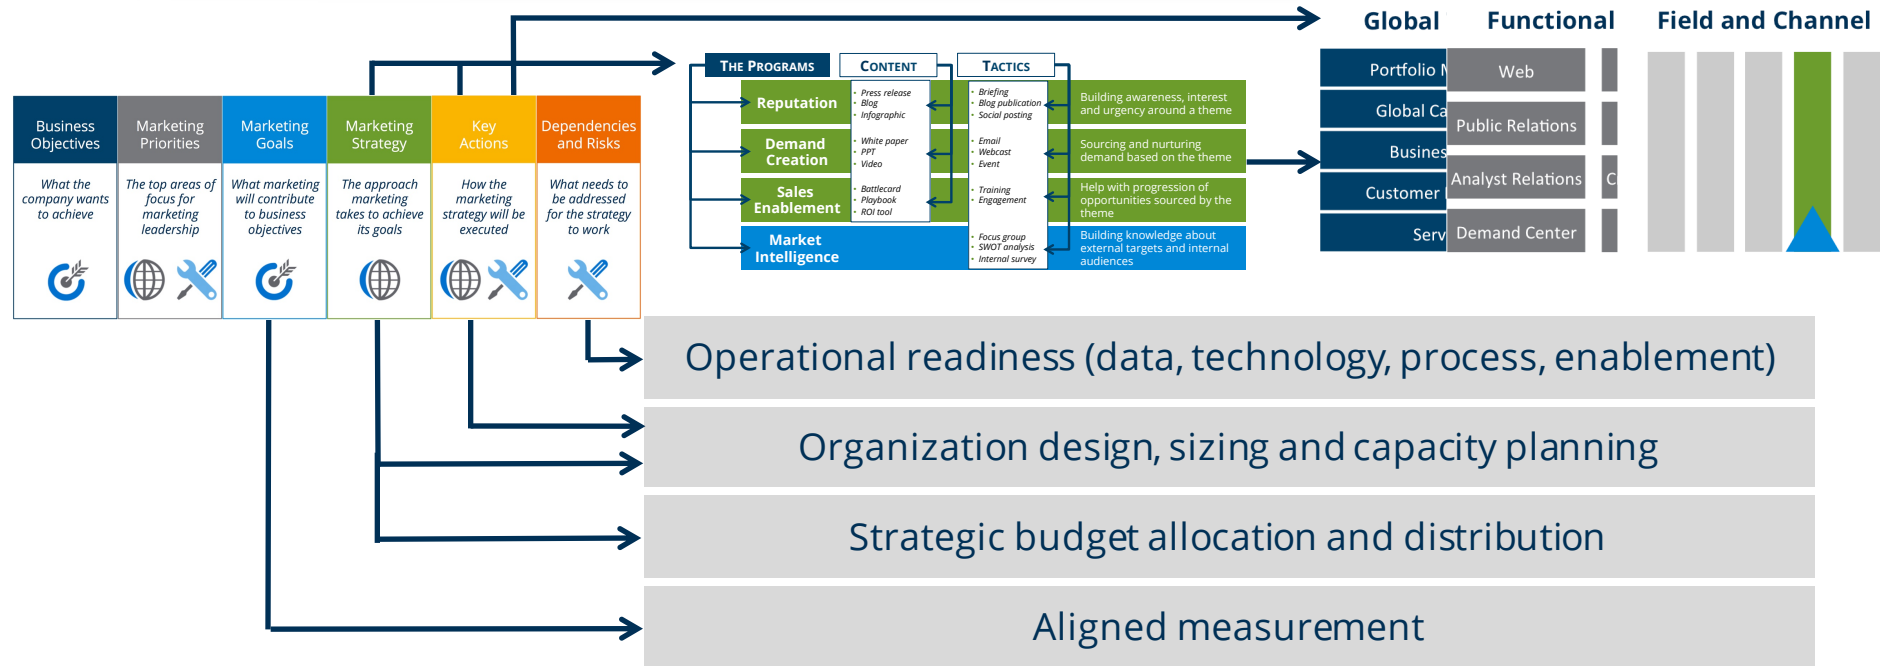 Global
Functional
Field and Channel
Business
Objectives
Marketing
Priorities
Marketing
Goals
Marketing
Strategy
Key
Actions
Dependencies
and Risks
What the
company wants
to achieve
The top areas of
focus for
marketing
leadership
What marketing
will contribute
to business
objectives
The approach
marketing
takes to achieve
its goals
How the
marketing
strategy will be
executed
What needs to
be addressed
for the strategy
to work
THE PROGRAMS
CONTENT
TACTICS
Reputation
• Press release
• Blog
• Infographic
• Briefing
• Blog publication
• Social posting
Building awareness, interest
and urgency around a theme
Demand
Creation
• White paper
• PPT
• Video
• Email
• Webcast
• Event
Sourcing and nurturing
demand based on the theme
Sales
Enablement
• Battlecard
• Playbook
• ROI tool
• Training
• Engagement
Help with progression of
opportunities sourced by the
theme
Market
Intelligence
• Focus group
• SWOT analysis
• Internal survey
Building knowledge about
external targets and internal
audiences
Portfolio
Global Ca
Busines
Customer
Serv
Web
Public Relations
Analyst Relations
Demand Center
C
Operational readiness (data, technology, process, enablement)
Organization design, sizing and capacity planning
Strategic budget allocation and distribution
Aligned measurement